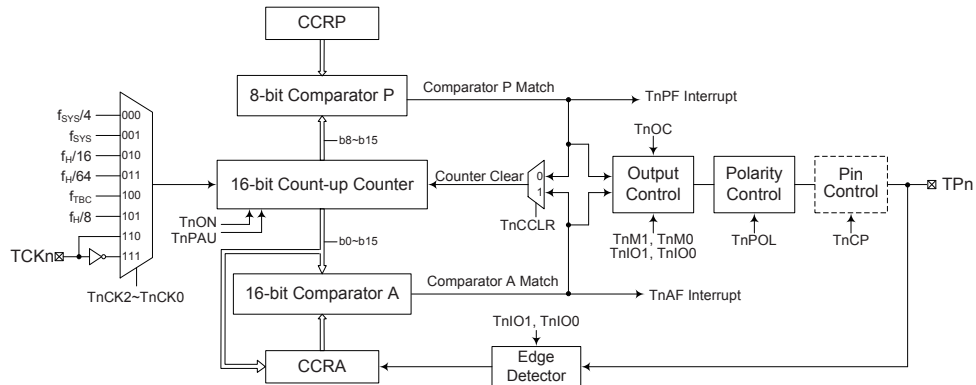 CCRP
8-bit Comparator P
Comparator P Match
TnPF Interrupt
b8~b15
TnOC
fSYS/4
000
fSYS
001
fH/16
010
fH/64
011
fTBC
100
fH/8
101
110
111
TCKn
TnCK2~TnCK0
16-bit Count-up Counter
Counter Clear
0
1
TnCCLR
TnON
TnPAU
Output
Control
Polarity
Control
Pin
Control
TPn
TnM1, TnM0
TnIO1, TnIO0
TnPOL
TnCP
b0~b15
16-bit Comparator A
Comparator A Match
TnAF Interrupt
TnIO1, TnIO0
CCRA
Edge
Detector